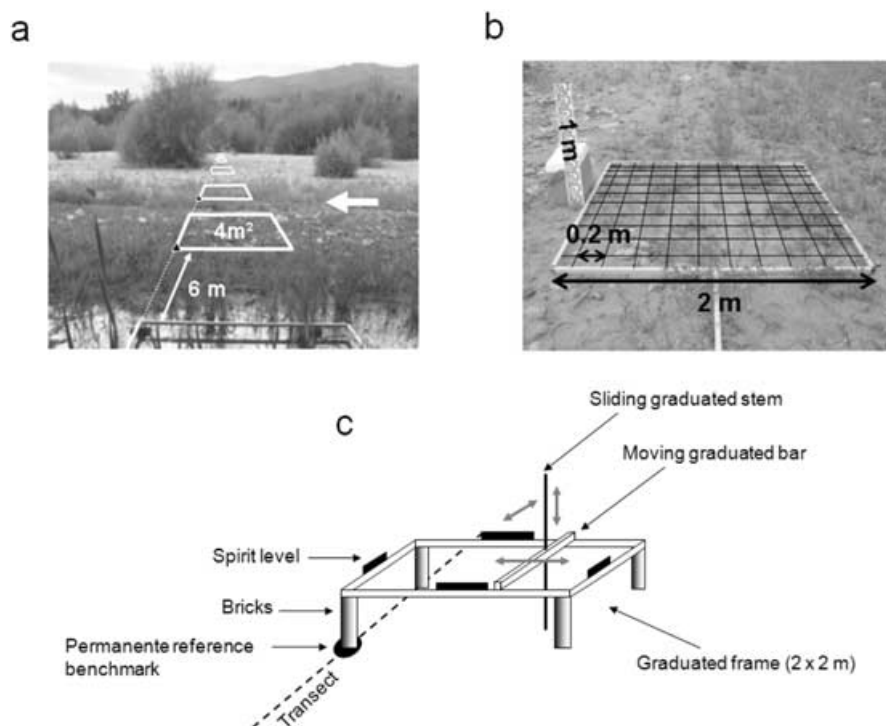 a
4m²
6 m
b
1 m
0.2 m
2 m
c
Sliding graduated stem
Moving graduated bar
Spirit level
Bricks
Permanente reference
benchmark
Transect
Graduated frame (2 x 2 m)